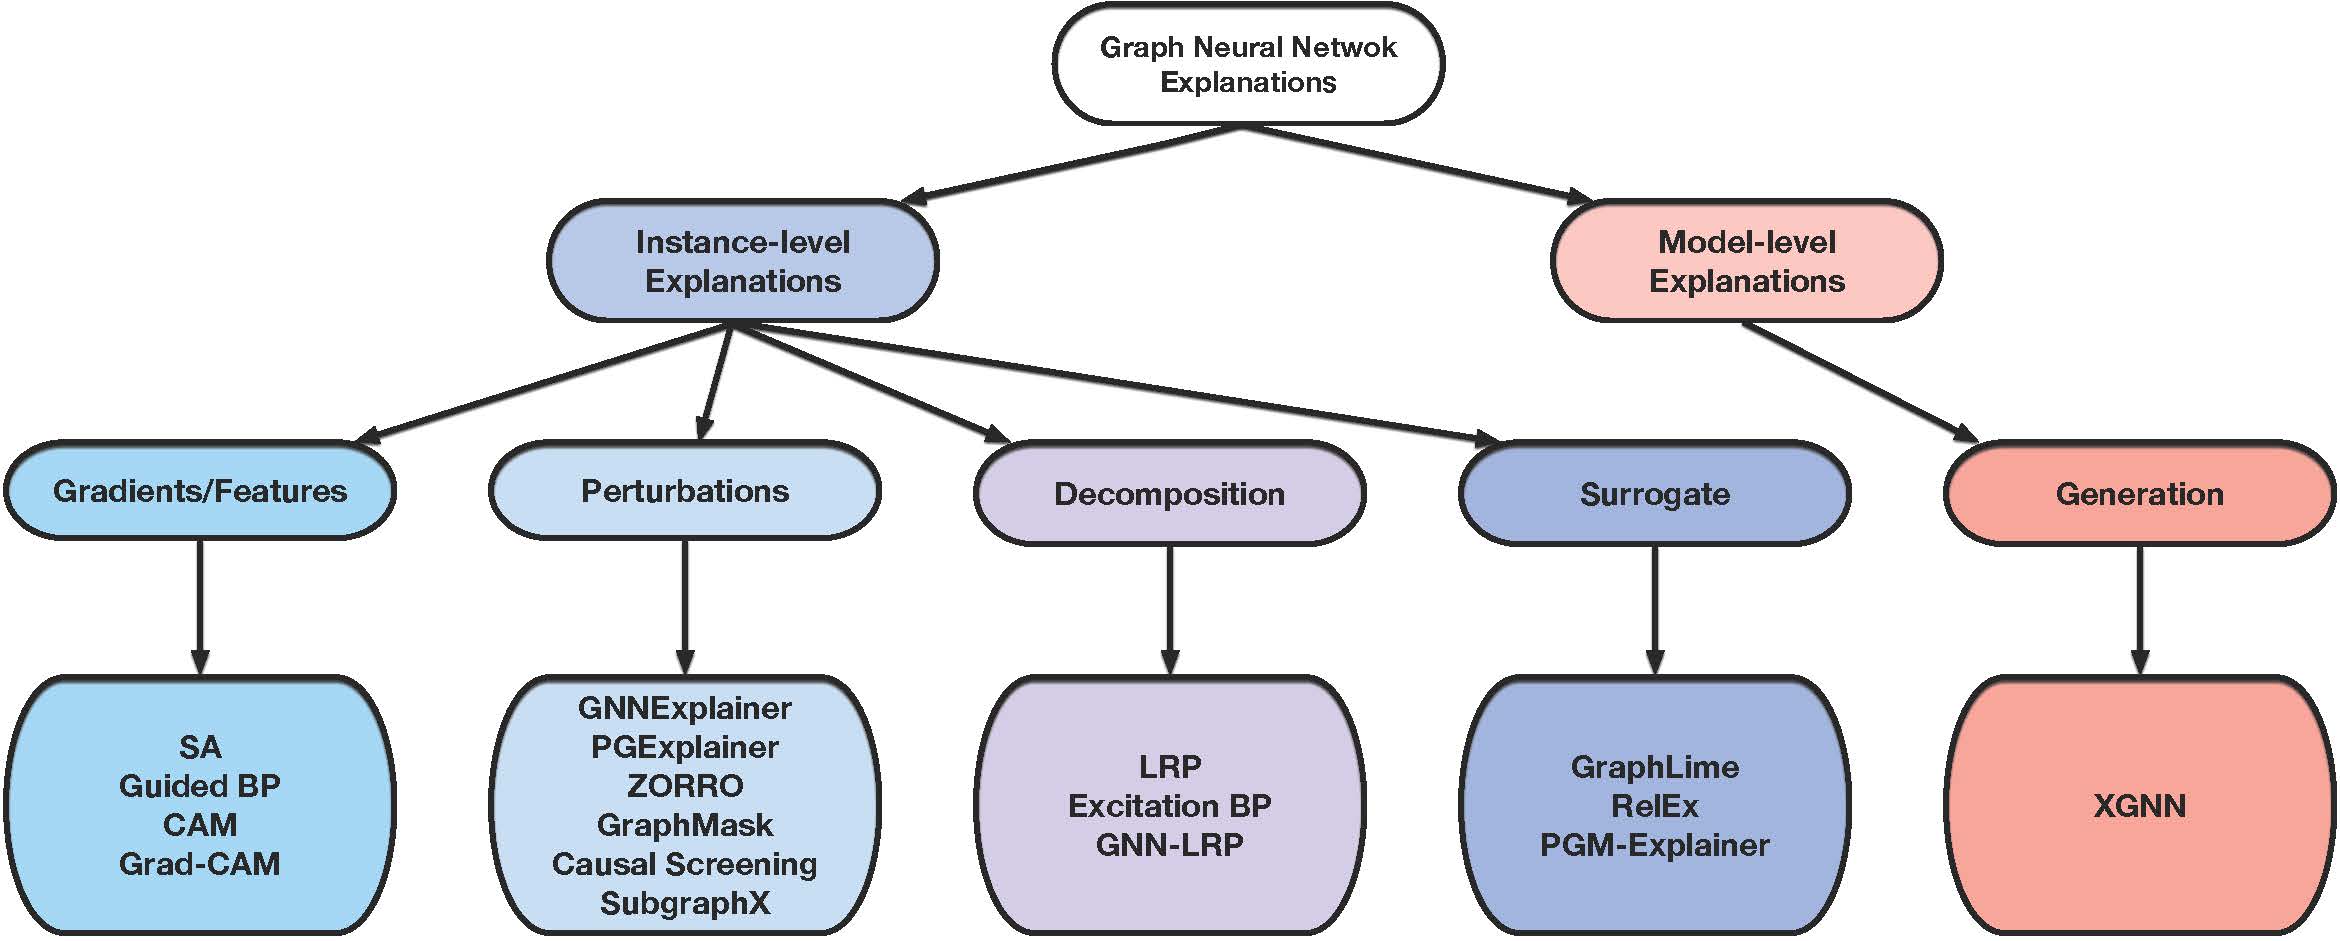 Graph Neural Netwok
Explanations
Instance-level
Explanations
Model-level
Explanations
Gradients/Features
Perturbations
Decomposition
Surrogate
Generation
SA
Guided BP
CAM
Grad-CAM
GNNExplainer
PGExplainer
ZORRO
GraphMask
Causal Screening
SubgraphX
LRP
Excitation BP
GNN-LRP
GraphLime
RelEx
PGM-Explainer
XGNN